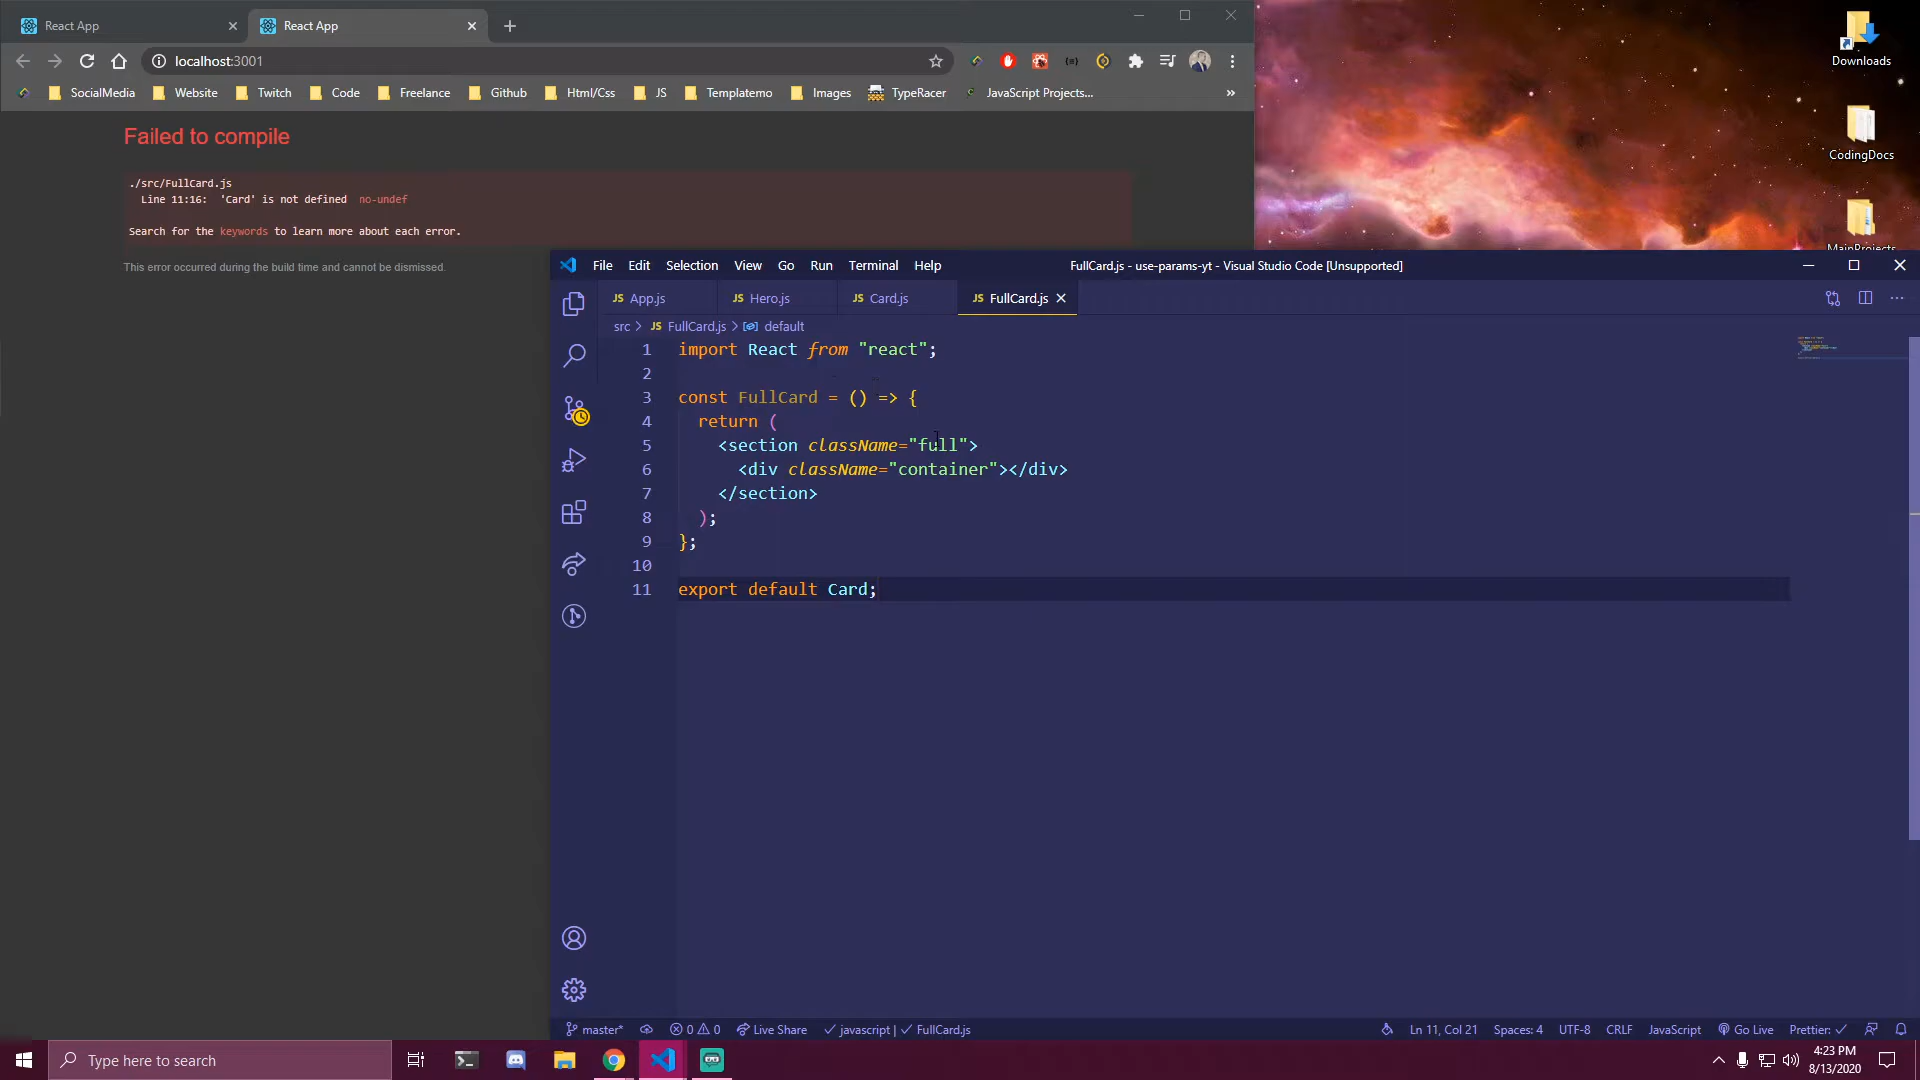 React App
React App
localhost:3001
SocialMedia Website Twitch Code Freelance Github Html/Css JS Templatemo Images TypeRacer JavaScript Projects... »
Failed to compile
./src/FullCard.js
Line 11:16: 'Card' is not defined no-undef
Search for the keywords to learn more about each error.
This error occurred during the build time and cannot be dismissed.
Downloads
CodingDocs
MainProjects
File Edit Selection View Go Run Terminal Help
FullCard.js - use-params-yt - Visual Studio Code [Unsupported]
JS App.js JS Hero.js JS Card.js JS FullCard.js
src > JS FullCard.js > default
1 import React from "react";
2
3 const FullCard = () => {
4 return (
5 <section className="full">
6 <div className="container"></div>
7 </section>
8 );
9 };
10
11 export default Card;
master* 0 0 Live Share javascript | FullCard.js
Ln 11, Col 21 Spaces: 4 UTF-8 CRLF JavaScript Go Live Prettier: ✓
Type here to search
4:23 PM
8/13/2020